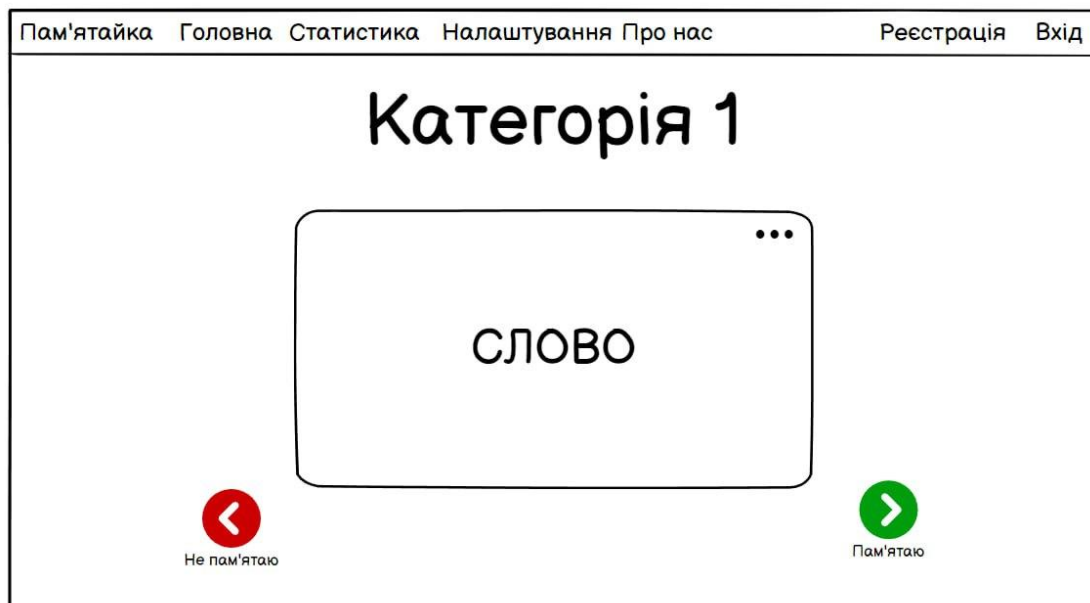 Пам'ятайка Головна Статистика Налаштування Про нас Реєстрація Вхід
Категорія 1
СЛОВО
Не пам'ятаю
Пам'ятаю